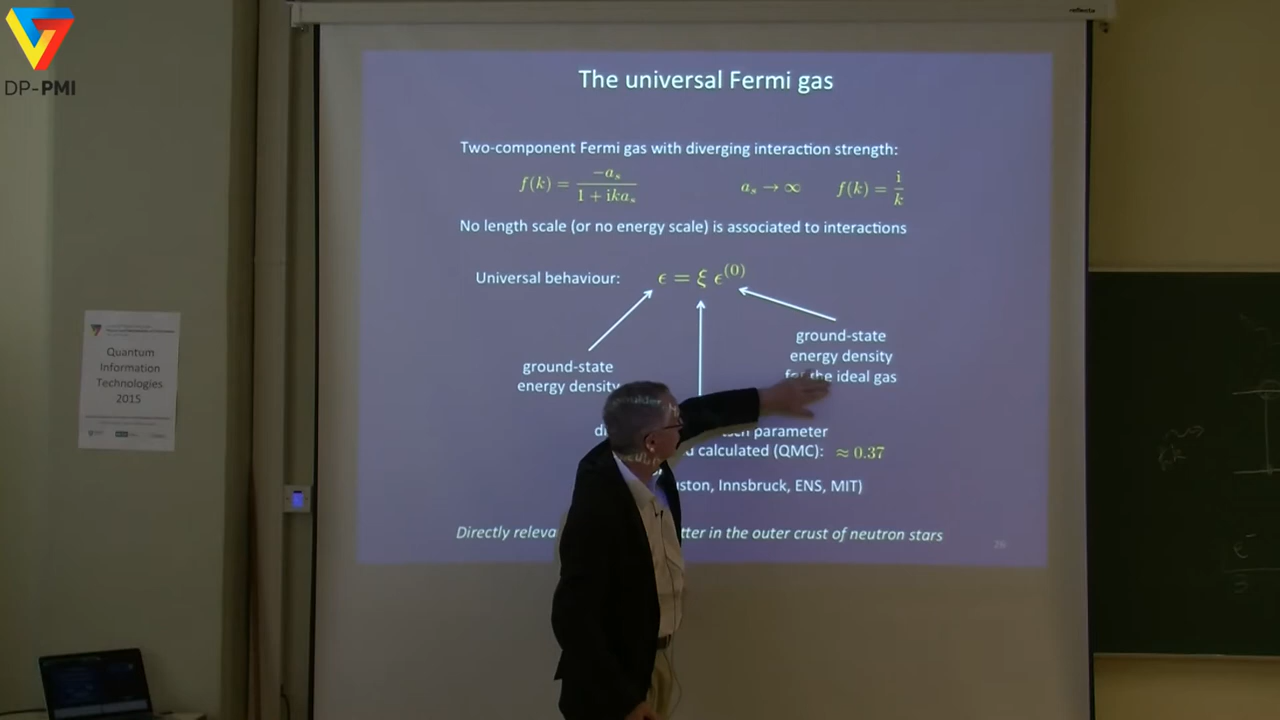 DP-PMI
reflecta
The universal Fermi gas
Two-component Fermi gas with diverging interaction strength:
f(k) = −a_s / (1 + ika_s)    a_s → ∞    f(k) = i/k
No length scale (or no energy scale) is associated to interactions
Universal behaviour: ϵ = ξ ϵ^(0)
ground-state
energy density
for the ideal gas
ground-state
energy density
parameter
calculated (QMC): ≈ 0.37
Innsbruck, ENS, MIT)
Directly in the outer crust of neutron stars
26
Quantum
Information
Technologies
2015